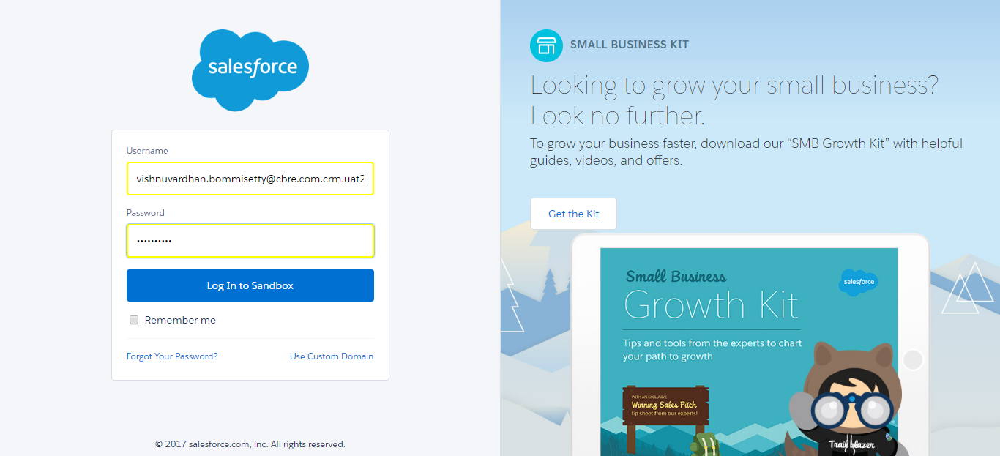 salesforce
Username
vishnuvardhan.bommisetty@cbre.com.crm.uat2
Password
••••••••••
Log In to Sandbox
Remember me
Forgot Your Password?
Use Custom Domain
© 2017 salesforce.com, inc. All rights reserved.
SMALL BUSINESS KIT
Looking to grow your small business?
Look no further.
To grow your business faster, download our “SMB Growth Kit” with helpful
guides, videos, and offers.
Get the Kit
Small Business
salesforce
Growth Kit
Tips and tools from the experts to chart
your path to growth
WITH AN EXCLUSIVE
Winning Sales Pitch
tip sheet from our experts!
Trailblazer